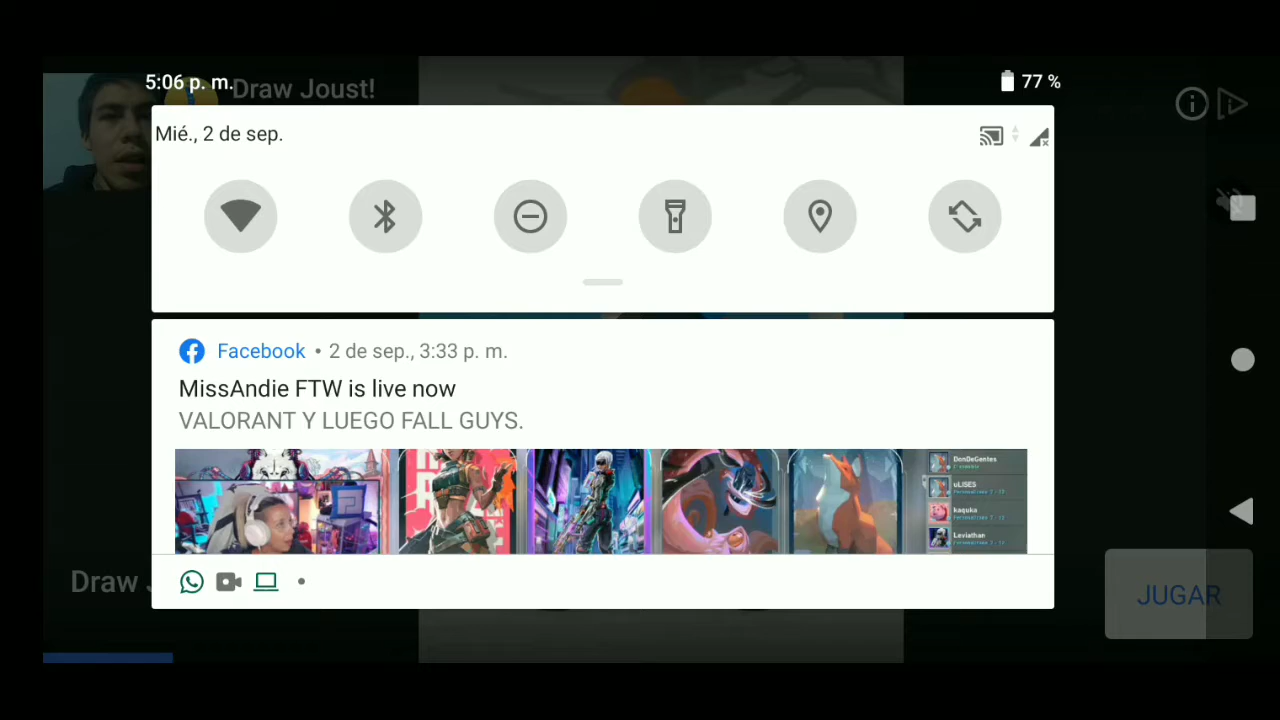 5:06 p. m.
Draw Joust!
77 %
Mié., 2 de sep.
Facebook • 2 de sep., 3:33 p. m.
MissAndie FTW is live now
VALORANT Y LUEGO FALL GUYS.
DonDeGentes
uLISES
kaquka
Leviathan
Draw J
JUGAR